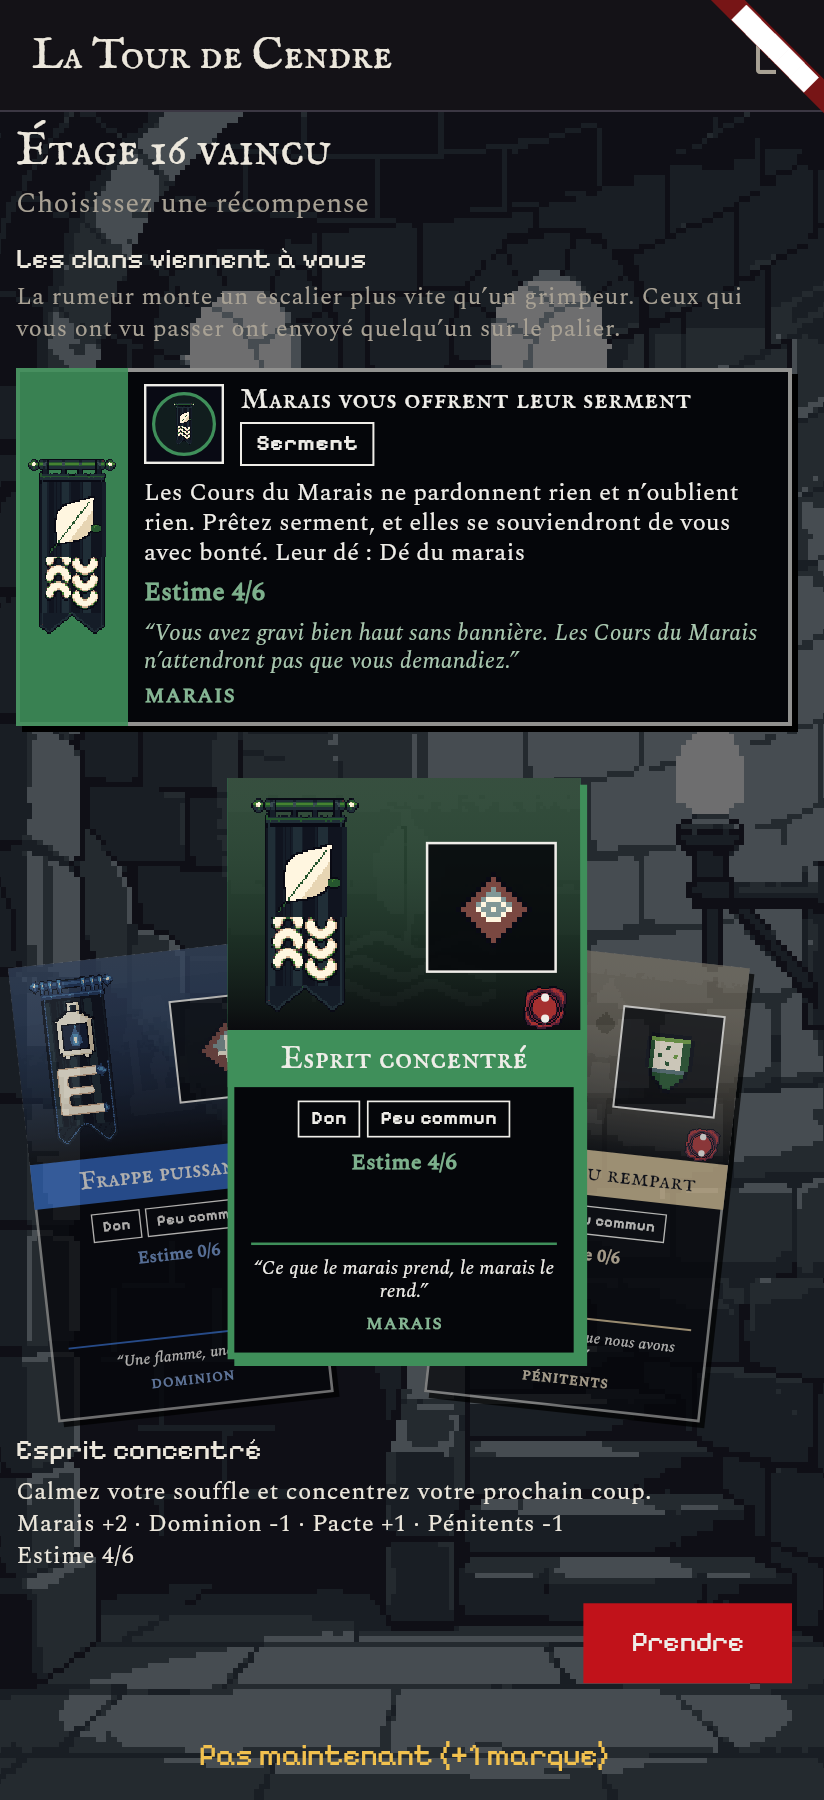 La Tour de Cendre
Étage 16 vaincu
Choisissez une récompense
Les clans viennent à vous
La rumeur monte un escalier plus vite qu’un grimpeur. Ceux qui
vous ont vu passer ont envoyé quelqu’un sur le palier.
Marais vous offrent leur serment
Serment
Les Cours du Marais ne pardonnent rien et n’oublient
rien. Prêtez serment, et elles se souviendront de vous
avec bonté. Leur dé : Dé du marais
Estime 4/6
“Vous avez gravi bien haut sans bannière. Les Cours du Marais
n’attendront pas que vous demandiez.”
MARAIS
Frappe
Don
Peu
Estime 0/6
“Une flamme,
DOMINION
Esprit concentré
Don
Peu commun
Estime 4/6
“Ce que le marais prend, le marais le
rend.”
MARAIS
rempart
commun
0/6
nous avons
PÉNITENTS
Esprit concentré
Calmez votre souffle et concentrez votre prochain coup.
Marais +2 · Dominion -1 · Pacte +1 · Pénitents -1
Estime 4/6
Prendre
Pas maintenant (+1 marque)